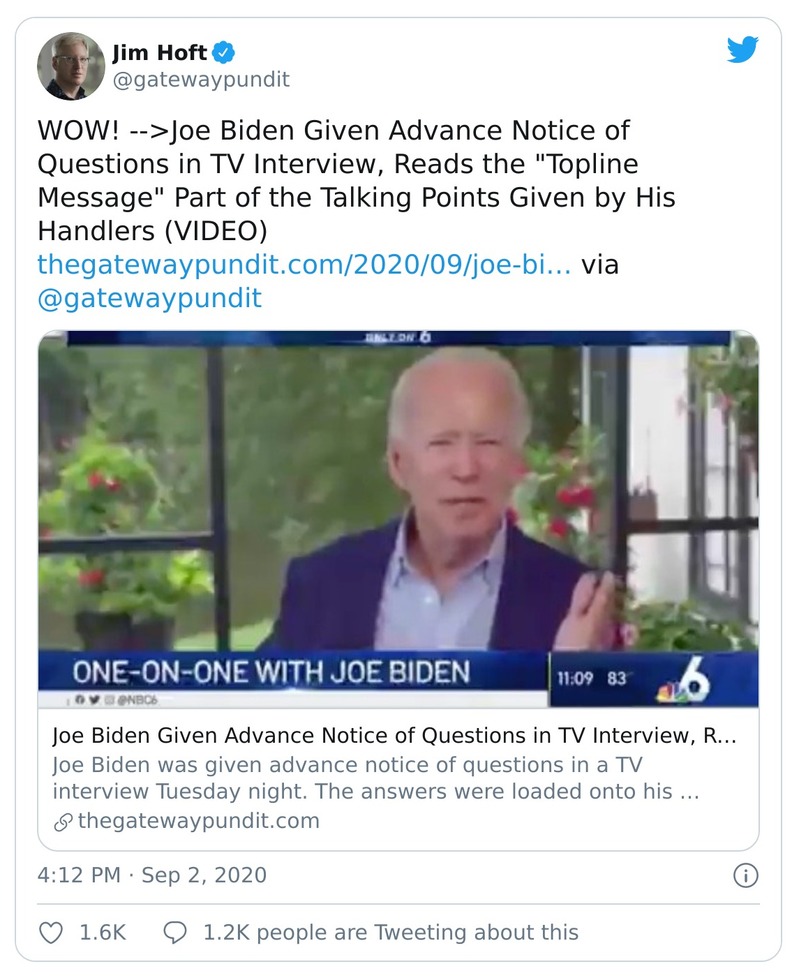 Jim Hoft
@gatewaypundit
WOW! -->Joe Biden Given Advance Notice of
Questions in TV Interview, Reads the "Topline
Message" Part of the Talking Points Given by His
Handlers (VIDEO)
thegatewaypundit.com/2020/09/joe-bi… via
@gatewaypundit
ONLY ON 6
ONE-ON-ONE WITH JOE BIDEN
11:09 83
6
@NBC6
Joe Biden Given Advance Notice of Questions in TV Interview, R…
Joe Biden was given advance notice of questions in a TV
interview Tuesday night. The answers were loaded onto his …
thegatewaypundit.com
4:12 PM · Sep 2, 2020
1.6K 1.2K people are Tweeting about this